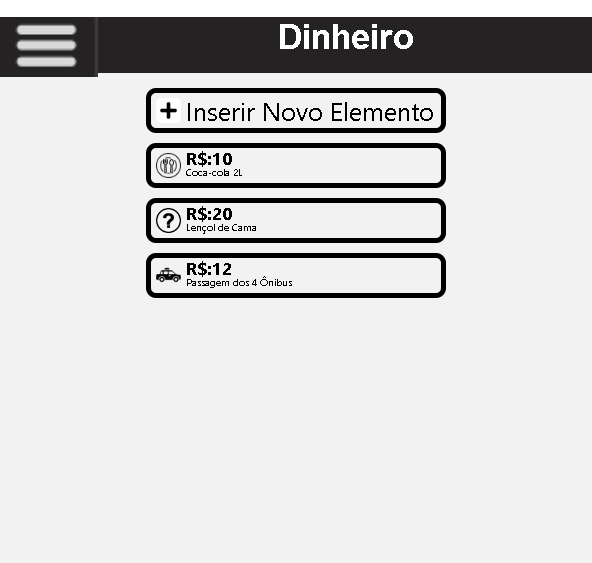 Dinheiro
Inserir Novo Elemento
R$:10
Coca-cola 2L
R$:20
Lençol de Cama
R$:12
Passagem dos 4 Ônibus